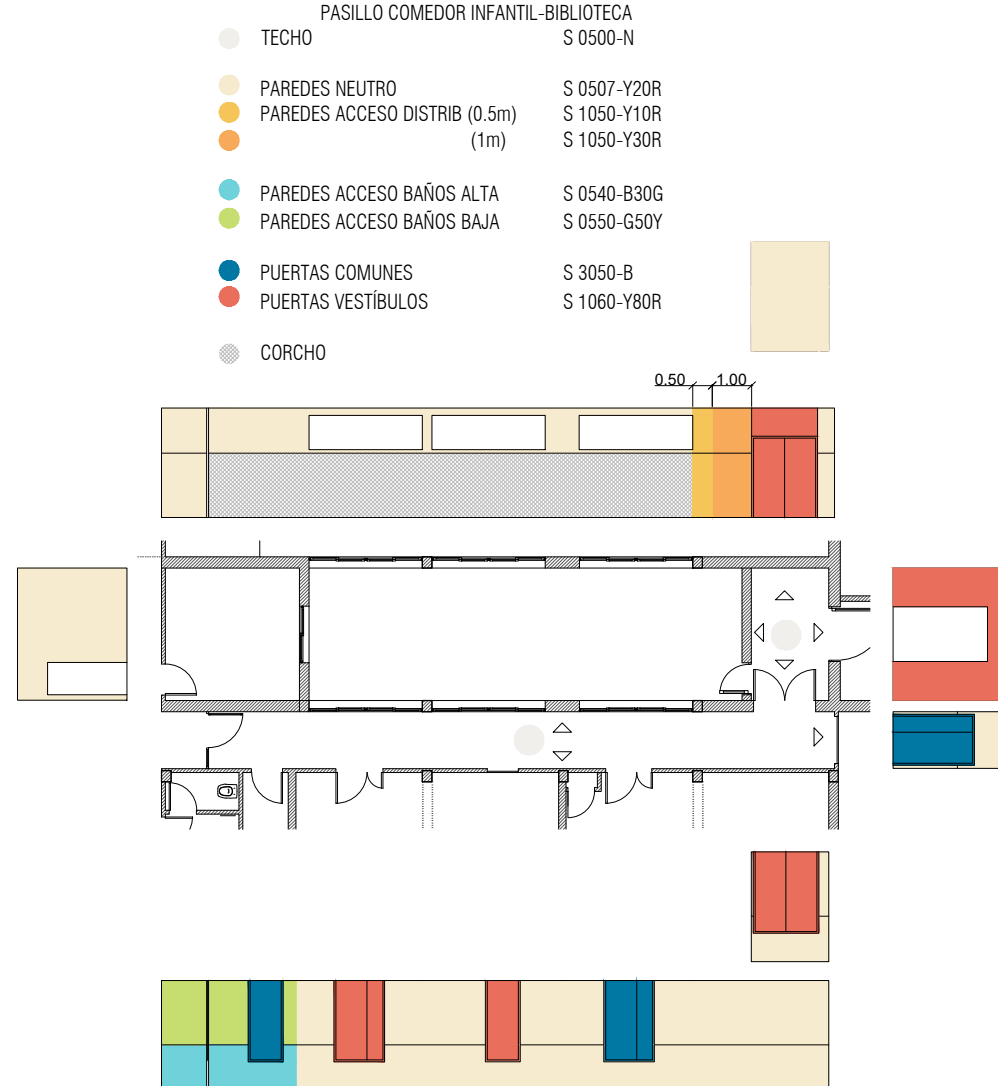 PASILLO COMEDOR INFANTIL-BIBLIOTECA
TECHO S 0500-N
PAREDES NEUTRO S 0507-Y20R
PAREDES ACCESO DISTRIB (0.5m) S 1050-Y10R
(1m) S 1050-Y30R
PAREDES ACCESO BAÑOS ALTA S 0540-B30G
PAREDES ACCESO BAÑOS BAJA S 0550-G50Y
PUERTAS COMUNES S 3050-B
PUERTAS VESTÍBULOS S 1060-Y80R
CORCHO
0.50 1.00